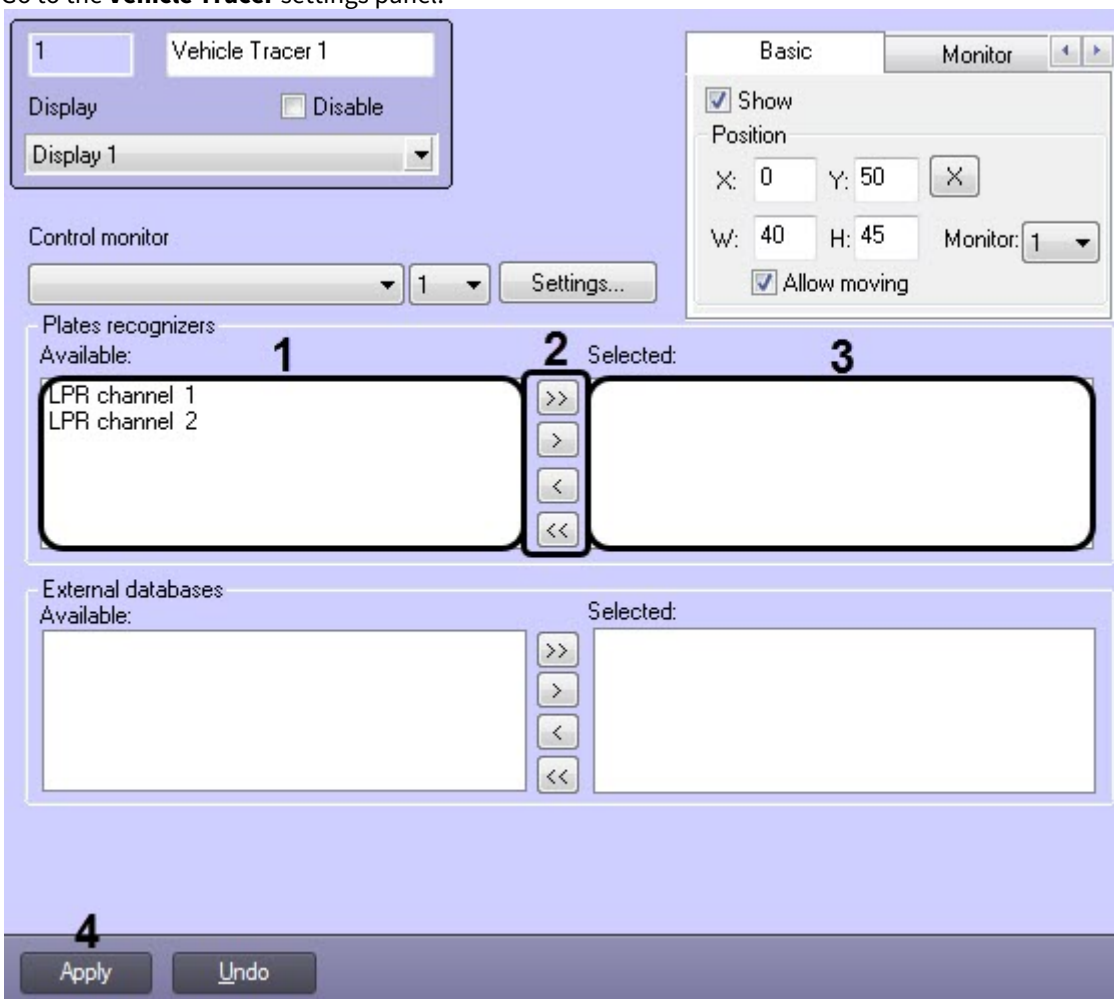 Go to the Vehicle Tracer settings panel.
1 Vehicle Tracer 1
Display Disable
Display 1
Basic Monitor
Show
Position
X: 0 Y: 50 X
W: 40 H: 45 Monitor: 1
Allow moving
Control monitor
1 Settings...
Plates recognizers
Available: 1 2 Selected: 3
LPR channel 1
LPR channel 2
>>
>
<
<<
External databases
Available: Selected:
>>
>
<
<<
4
Apply Undo